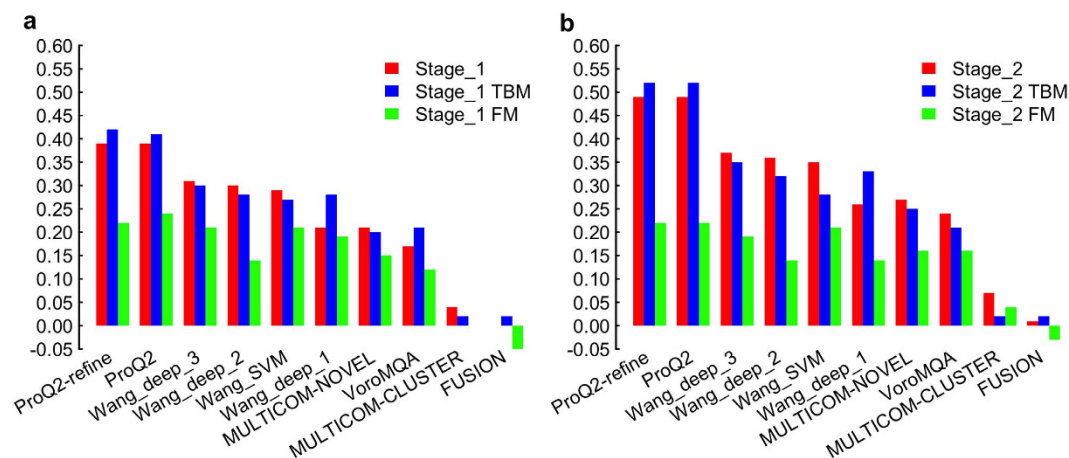 a
0.60
0.55
0.50
0.45
0.40
0.35
0.30
0.25
0.20
0.15
0.10
0.05
0.00
-0.05
Stage_1
Stage_1 TBM
Stage_1 FM
ProQ2-refine
ProQ2
Wang_deep_3
Wang_deep_2
Wang_SVM
Wang_deep_1
MULTICOM-NOVEL
VoroMQA
MULTICOM-CLUSTER
FUSION
b
0.60
0.55
0.50
0.45
0.40
0.35
0.30
0.25
0.20
0.15
0.10
0.05
0.00
-0.05
Stage_2
Stage_2 TBM
Stage_2 FM
ProQ2-refine
ProQ2
Wang_deep_3
Wang_deep_2
Wang_SVM
Wang_deep_1
MULTICOM-NOVEL
VoroMQA
MULTICOM-CLUSTER
FUSION